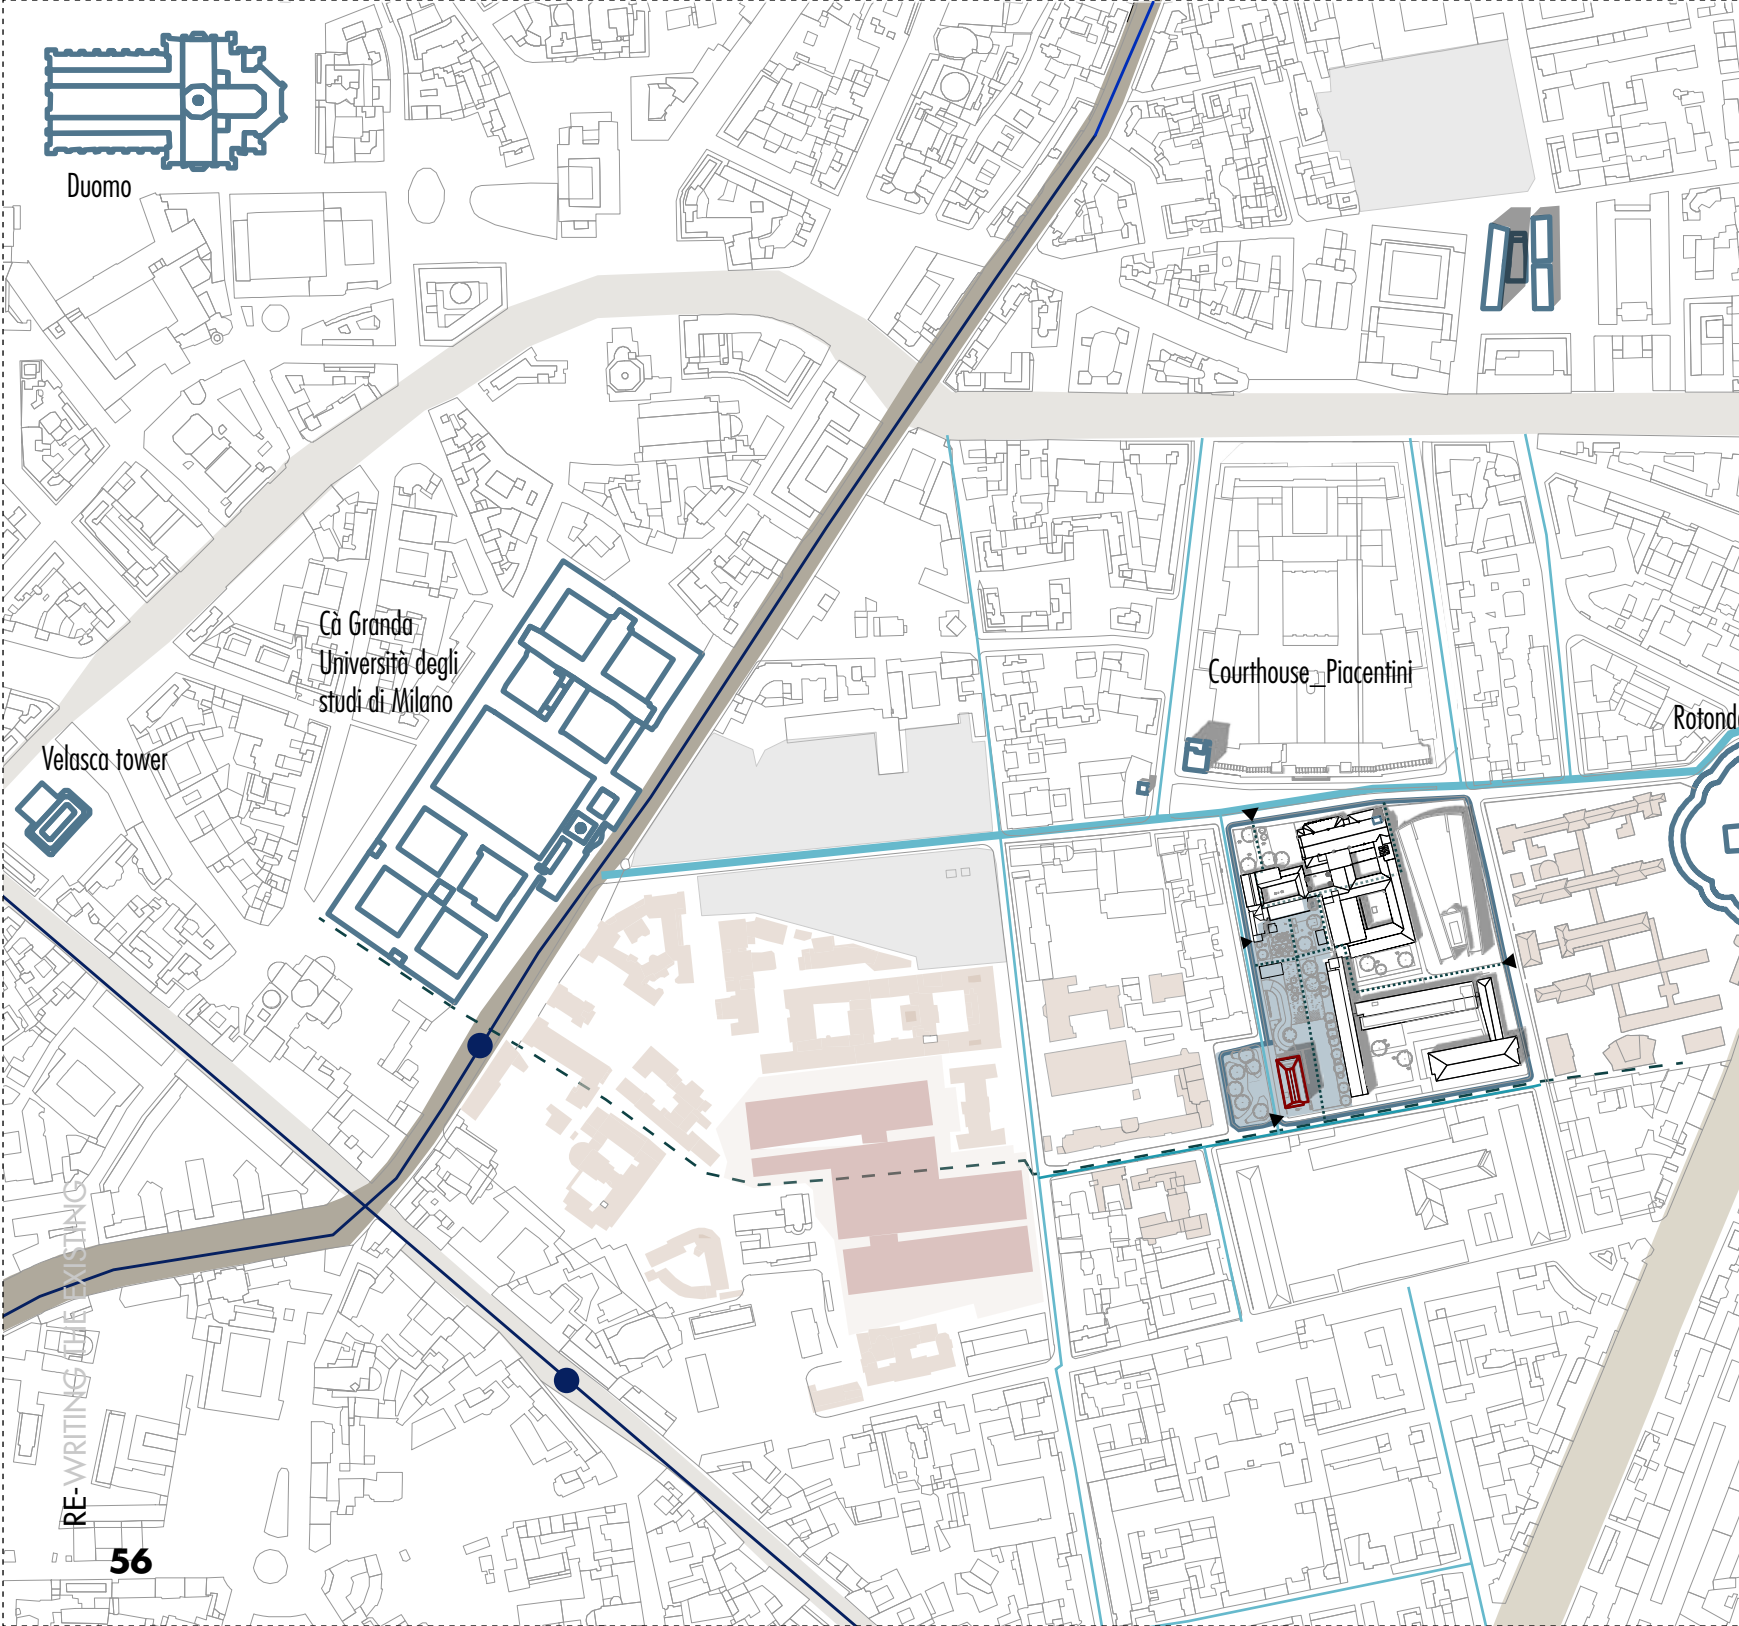 Duomo
Cà Granda
Università degli
studi di Milano
Courthouse_Piacentini
Rotond
Velasca tower
RE-WRITING THE EXISTING
56